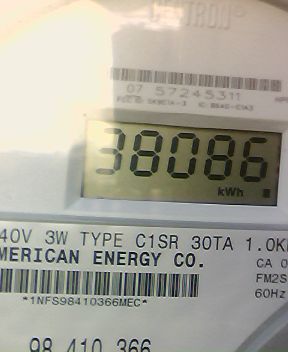 CENTRON®
07 57245311
38086
kWh
40V 3W TYPE C1SR 30TA 1.0K
MERICAN ENERGY CO.
CA 0
FM2S
60Hz
*1NFS98410366MEC*
98 410 366